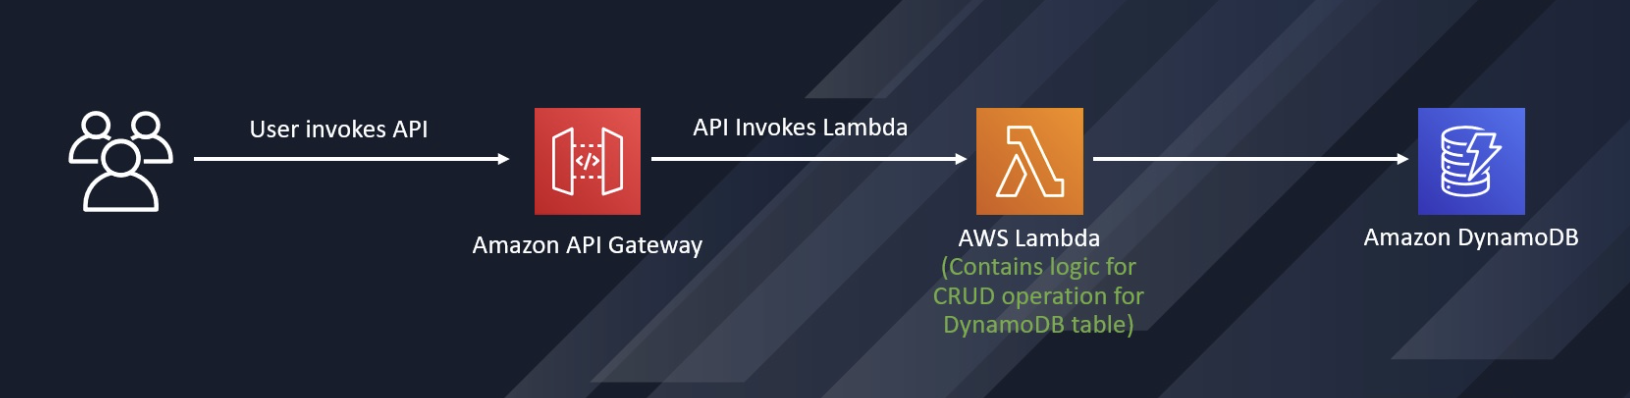 User invokes API
API Invokes Lambda
</>
Amazon API Gateway
AWS Lambda
(Contains logic for
CRUD operation for
DynamoDB table)
Amazon DynamoDB